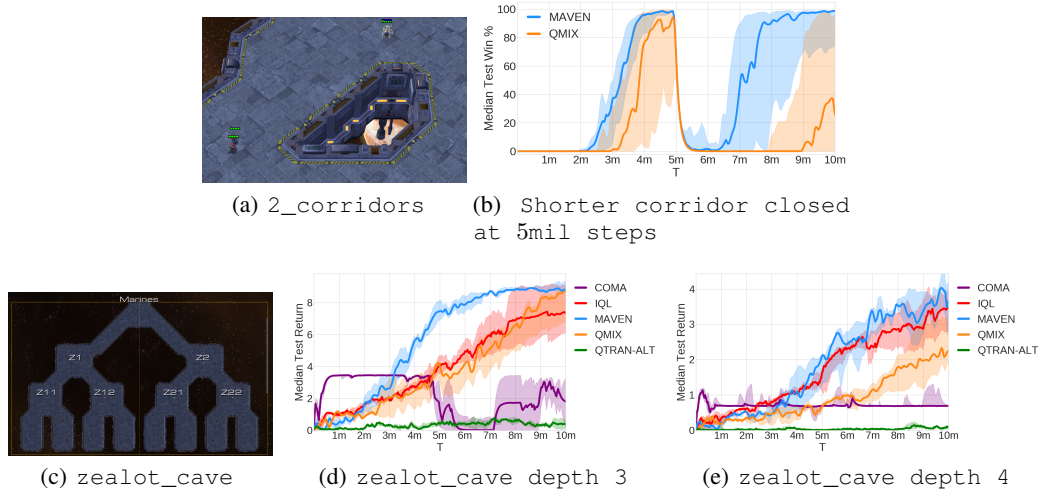 100
80
60
40
20
0
Median Test Win %
MAVEN
QMIX
1m 2m 3m 4m 5m 6m 7m 8m 9m 10m
T
(a) 2_corridors
(b) Shorter corridor closed
at 5mil steps
Marines
Z1 Z2
Z11 Z12 Z21 Z22
(c) zealot_cave
8
6
4
2
0
Median Test Return
COMA
IQL
MAVEN
QMIX
QTRAN-ALT
1m 2m 3m 4m 5m 6m 7m 8m 9m 10m
T
(d) zealot_cave depth 3
4
3
2
1
0
Median Test Return
COMA
IQL
MAVEN
QMIX
QTRAN-ALT
1m 2m 3m 4m 5m 6m 7m 8m 9m 10m
T
(e) zealot_cave depth 4